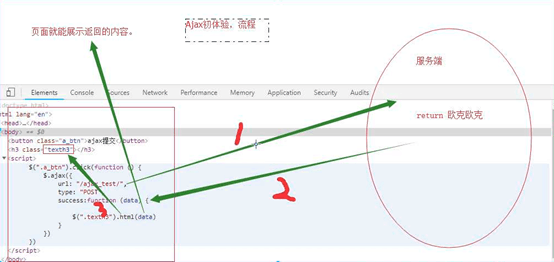 页面就能展示返回的内容。
Ajax初体验，流程
服务端
return 欧克欧克
Elements Console Sources Network Performance Memory Application Security Audits
<!doctype html>
<html lang="en">
<head>…</head>
<body> == $0
<button class="a_btn">ajax提交</button>
<h3 class="texth3"></h3>
<script>
$(".a_btn").click(function () {
$.ajax({
url: "/ajax_test/",
type: "POST",
success:function (data) {
$(".texth3").html(data)
}
})
})
</script>
</body>
1
2
3